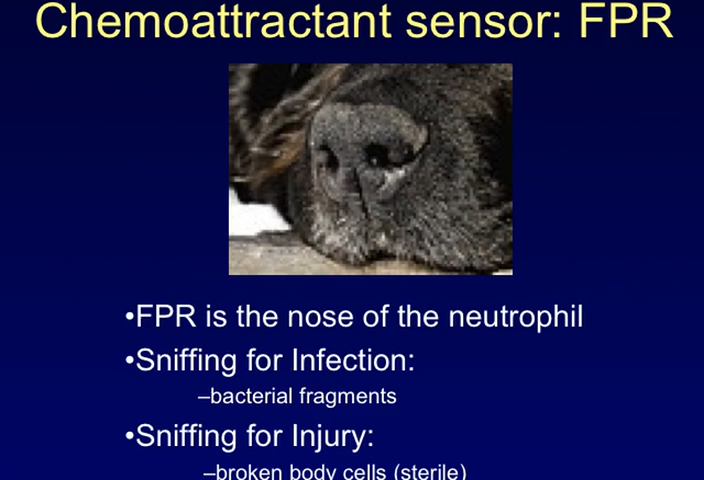 Chemoattractant sensor: FPR
•FPR is the nose of the neutrophil
•Sniffing for Infection:
–bacterial fragments
•Sniffing for Injury:
–broken body cells (sterile)